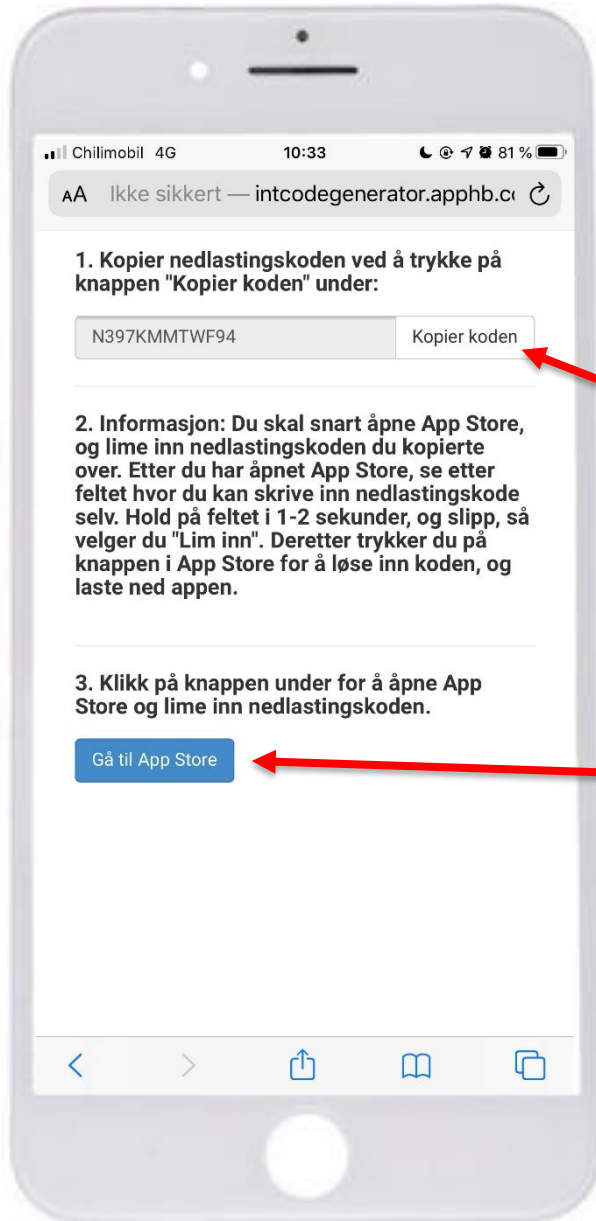 Chilimobil 4G 10:33 81 %
AA Ikke sikkert — intcodegenerator.apphb.c
1. Kopier nedlastingskoden ved å trykke på
knappen "Kopier koden" under:
N397KMMTWF94 Kopier koden
2. Informasjon: Du skal snart åpne App Store,
og lime inn nedlastingskoden du kopierte
over. Etter du har åpnet App Store, se etter
feltet hvor du kan skrive inn nedlastingskode
selv. Hold på feltet i 1-2 sekunder, og slipp, så
velger du "Lim inn". Deretter trykker du på
knappen i App Store for å løse inn koden, og
laste ned appen.
3. Klikk på knappen under for å åpne App
Store og lime inn nedlastingskoden.
Gå til App Store